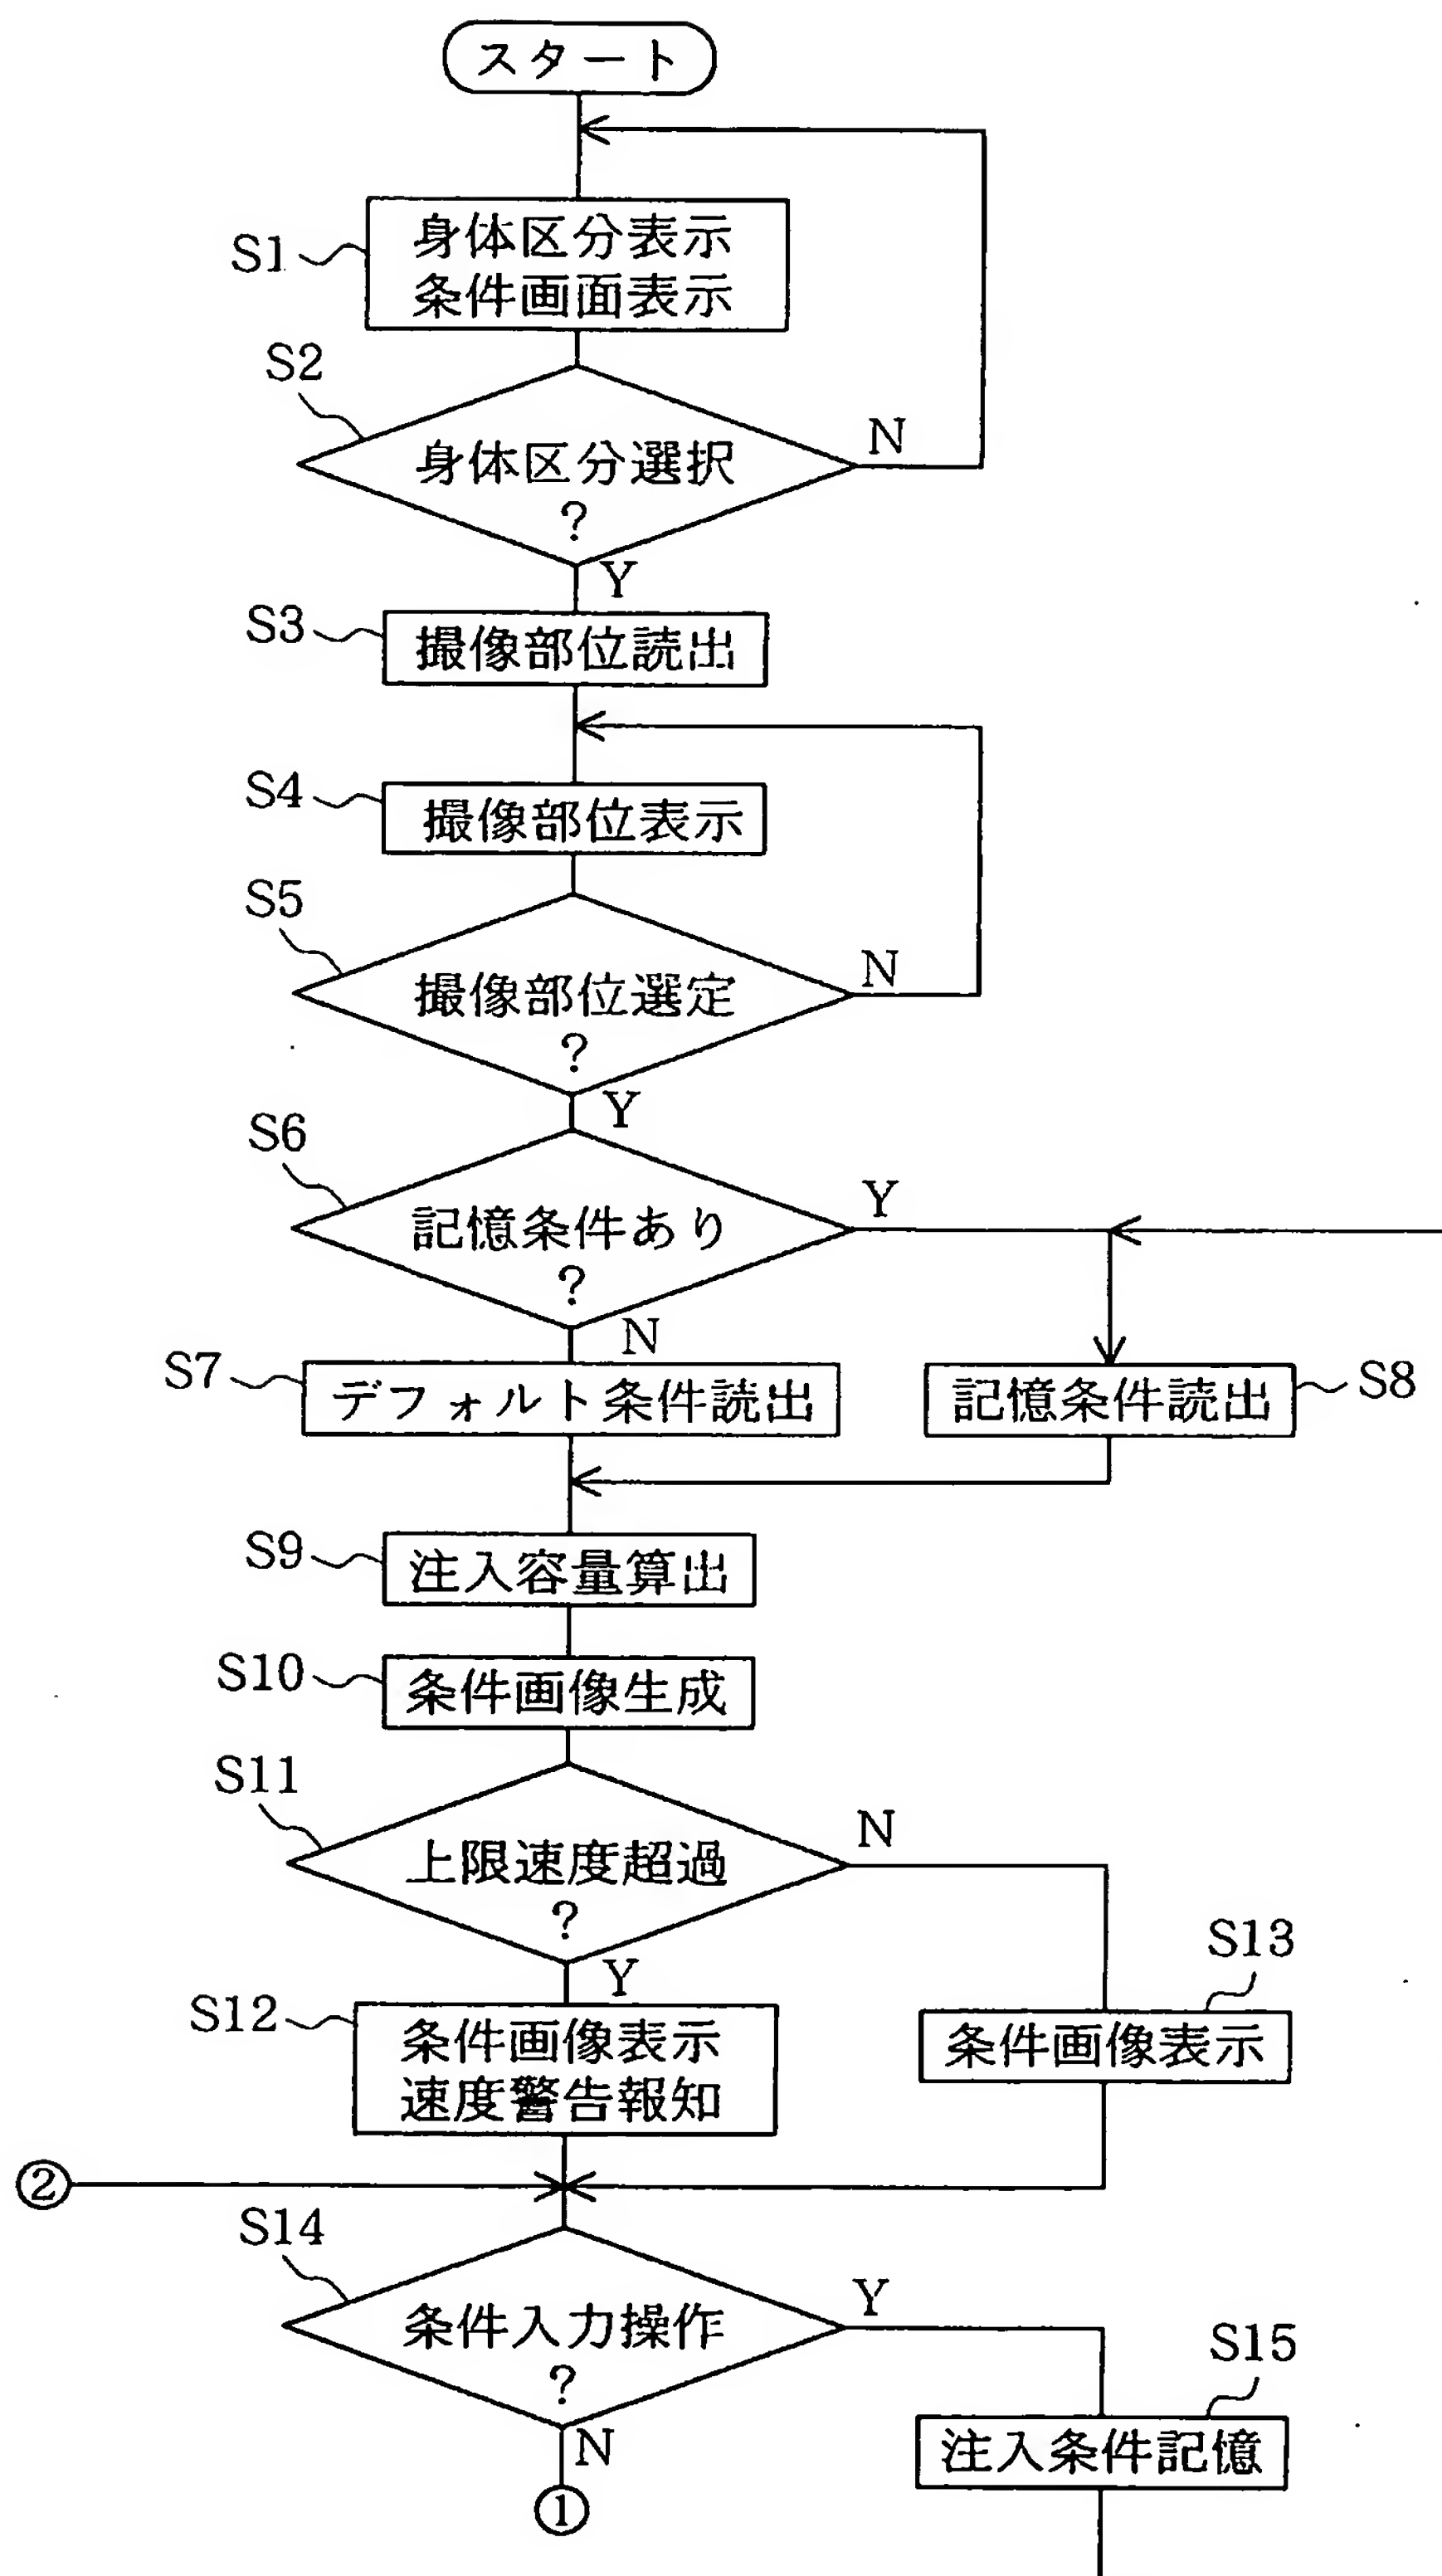 スタート
S1
身体区分表示
条件画面表示
S2
身体区分選択
?
N
Y
S3
撮像部位読出
S4
撮像部位表示
S5
撮像部位選定
?
N
Y
S6
記憶条件あり
?
Y
N
S7
デフォルト条件読出
記憶条件読出
S8
S9
注入容量算出
S10
条件画像生成
S11
上限速度超過
?
N
Y
S12
条件画像表示
速度警告報知
S13
条件画像表示
②
S14
条件入力操作
?
Y
N
①
S15
注入条件記憶